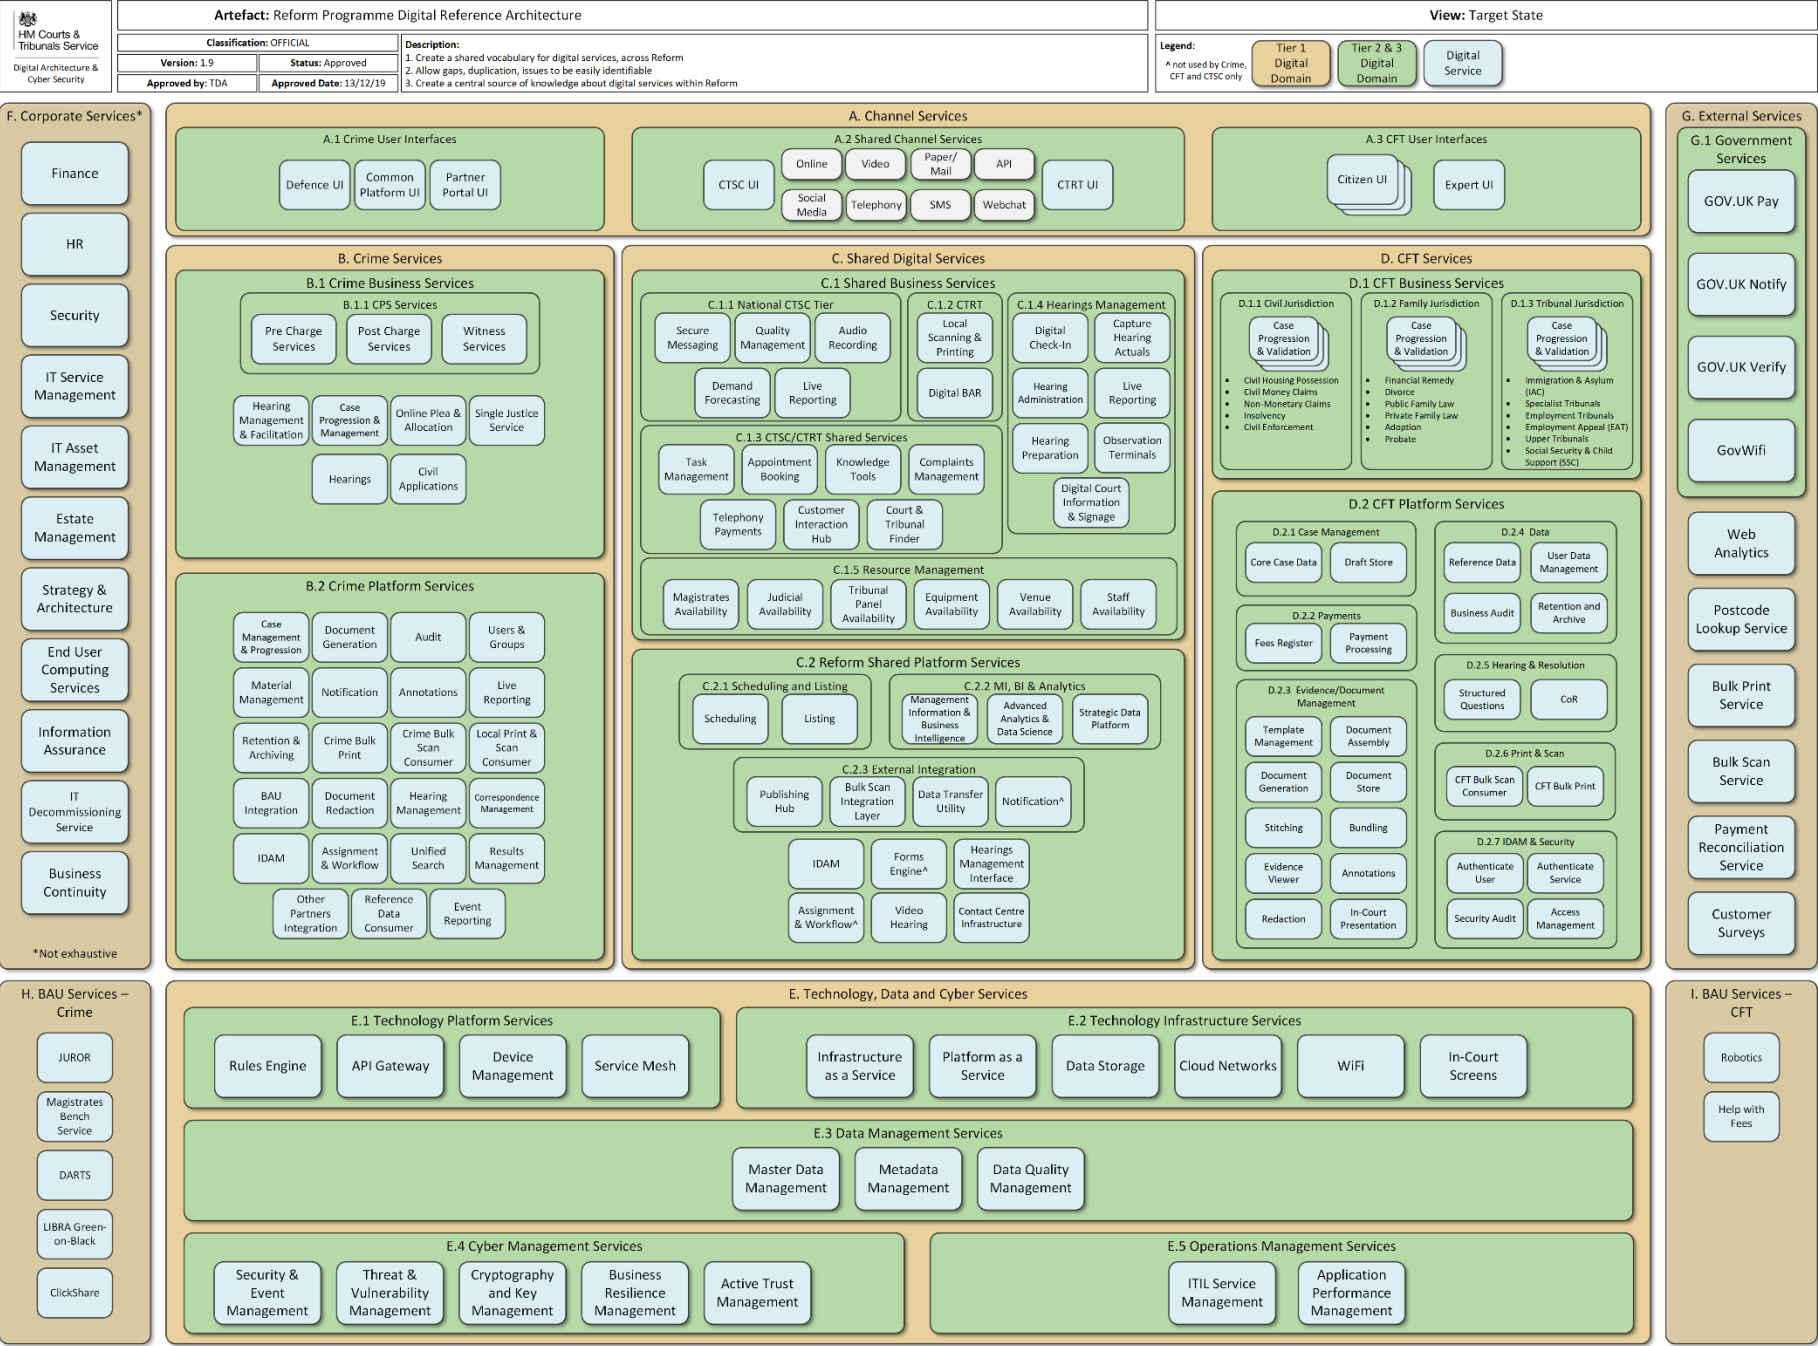 HM Courts &
Tribunals Service
Digital Architecture &
Cyber Security
Artefact: Reform Programme Digital Reference Architecture
Classification: OFFICIAL
Version: 1.9
Status: Approved
Approved by: TDA
Approved Date: 13/12/19
Description:
1. Create a shared vocabulary for digital services, across Reform
2. Allow gaps, duplication, issues to be easily identifiable
3. Create a central source of knowledge about digital services within Reform
View: Target State
Legend:
^ not used by Crime,
CFT and CTSC only
Tier 1
Digital
Domain
Tier 2 & 3
Digital
Domain
Digital
Service
F. Corporate Services*
Finance
HR
Security
IT Service
Management
IT Asset
Management
Estate
Management
Strategy &
Architecture
End User
Computing
Services
Information
Assurance
IT
Decommissioning
Service
Business
Continuity
*Not exhaustive
A. Channel Services
A.1 Crime User Interfaces
Defence UI
Common
Platform UI
Partner
Portal UI
A.2 Shared Channel Services
CTSC UI
Online
Video
Paper/
Mail
API
Social
Media
Telephony
SMS
Webchat
CTRT UI
A.3 CFT User Interfaces
Citizen UI
Expert UI
B. Crime Services
B.1 Crime Business Services
B.1.1 CPS Services
Pre Charge
Services
Post Charge
Services
Witness
Services
Hearing
Management
& Facilitation
Case
Progression &
Management
Online Plea &
Allocation
Single Justice
Service
Hearings
Civil
Applications
B.2 Crime Platform Services
Case
Management
& Progression
Document
Generation
Audit
Users &
Groups
Material
Management
Notification
Annotations
Live
Reporting
Retention &
Archiving
Crime Bulk
Print
Crime Bulk
Scan
Consumer
Local Print &
Scan
Consumer
BAU
Integration
Document
Redaction
Hearing
Management
Correspondence
Management
IDAM
Assignment
& Workflow
Unified
Search
Results
Management
Other
Partners
Integration
Reference
Data
Consumer
Event
Reporting
C. Shared Digital Services
C.1 Shared Business Services
C.1.1 National CTSC Tier
Secure
Messaging
Quality
Management
Audio
Recording
Demand
Forecasting
Live
Reporting
C.1.2 CTRT
Local
Scanning &
Printing
Digital BAR
C.1.4 Hearings Management
Digital
Check-In
Capture
Hearing
Actuals
Hearing
Administration
Live
Reporting
Hearing
Preparation
Observation
Terminals
Digital Court
Information
& Signage
C.1.3 CTSC/CTRT Shared Services
Task
Management
Appointment
Booking
Knowledge
Tools
Complaints
Management
Telephony
Payments
Customer
Interaction
Hub
Court &
Tribunal
Finder
C.1.5 Resource Management
Magistrates
Availability
Judicial
Availability
Tribunal
Panel
Availability
Equipment
Availability
Venue
Availability
Staff
Availability
C.2 Reform Shared Platform Services
C.2.1 Scheduling and Listing
Scheduling
Listing
C.2.2 MI, BI & Analytics
Management
Information &
Business
Intelligence
Advanced
Analytics &
Data Science
Strategic Data
Platform
C.2.3 External Integration
Publishing
Hub
Bulk Scan
Integration
Layer
Data Transfer
Utility
Notification^
IDAM
Forms
Engine^
Hearings
Management
Interface
Assignment
& Workflow^
Video
Hearing
Contact Centre
Infrastructure
D. CFT Services
D.1 CFT Business Services
D.1.1 Civil Jurisdiction
Case
Progression
& Validation
• Civil Housing Possession
• Civil Money Claims
• Non-Monetary Claims
• Insolvency
• Civil Enforcement
D.1.2 Family Jurisdiction
Case
Progression
& Validation
• Financial Remedy
• Divorce
• Public Family Law
• Private Family Law
• Adoption
• Probate
D.1.3 Tribunal Jurisdiction
Case
Progression
& Validation
• Immigration & Asylum
(IAC)
• Specialist Tribunals
• Employment Tribunals
• Employment Appeal (EAT)
• Upper Tribunals
• Social Security & Child
Support (SSC)
D.2 CFT Platform Services
D.2.1 Case Management
Core Case Data
Draft Store
D.2.2 Payments
Fees Register
Payment
Processing
D.2.3 Evidence/Document
Management
Template
Management
Document
Assembly
Document
Generation
Document
Store
Stitching
Bundling
Evidence
Viewer
Annotations
Redaction
In-Court
Presentation
D.2.4 Data
Reference Data
User Data
Management
Business Audit
Retention and
Archive
D.2.5 Hearing & Resolution
Structured
Questions
CoR
D.2.6 Print & Scan
CFT Bulk Scan
Consumer
CFT Bulk Print
D.2.7 IDAM & Security
Authenticate
User
Authenticate
Service
Security Audit
Access
Management
G. External Services
G.1 Government
Services
GOV.UK Pay
GOV.UK Notify
GOV.UK Verify
GovWifi
Web
Analytics
Postcode
Lookup Service
Bulk Print
Service
Bulk Scan
Service
Payment
Reconciliation
Service
Customer
Surveys
H. BAU Services –
Crime
JUROR
Magistrates
Bench
Service
DARTS
LIBRA Green-
on-Black
ClickShare
E. Technology, Data and Cyber Services
E.1 Technology Platform Services
Rules Engine
API Gateway
Device
Management
Service Mesh
E.2 Technology Infrastructure Services
Infrastructure
as a Service
Platform as a
Service
Data Storage
Cloud Networks
WiFi
In-Court
Screens
E.3 Data Management Services
Master Data
Management
Metadata
Management
Data Quality
Management
E.4 Cyber Management Services
Security &
Event
Management
Threat &
Vulnerability
Management
Cryptography
and Key
Management
Business
Resilience
Management
Active Trust
Management
E.5 Operations Management Services
ITIL Service
Management
Application
Performance
Management
I. BAU Services –
CFT
Robotics
Help with
Fees